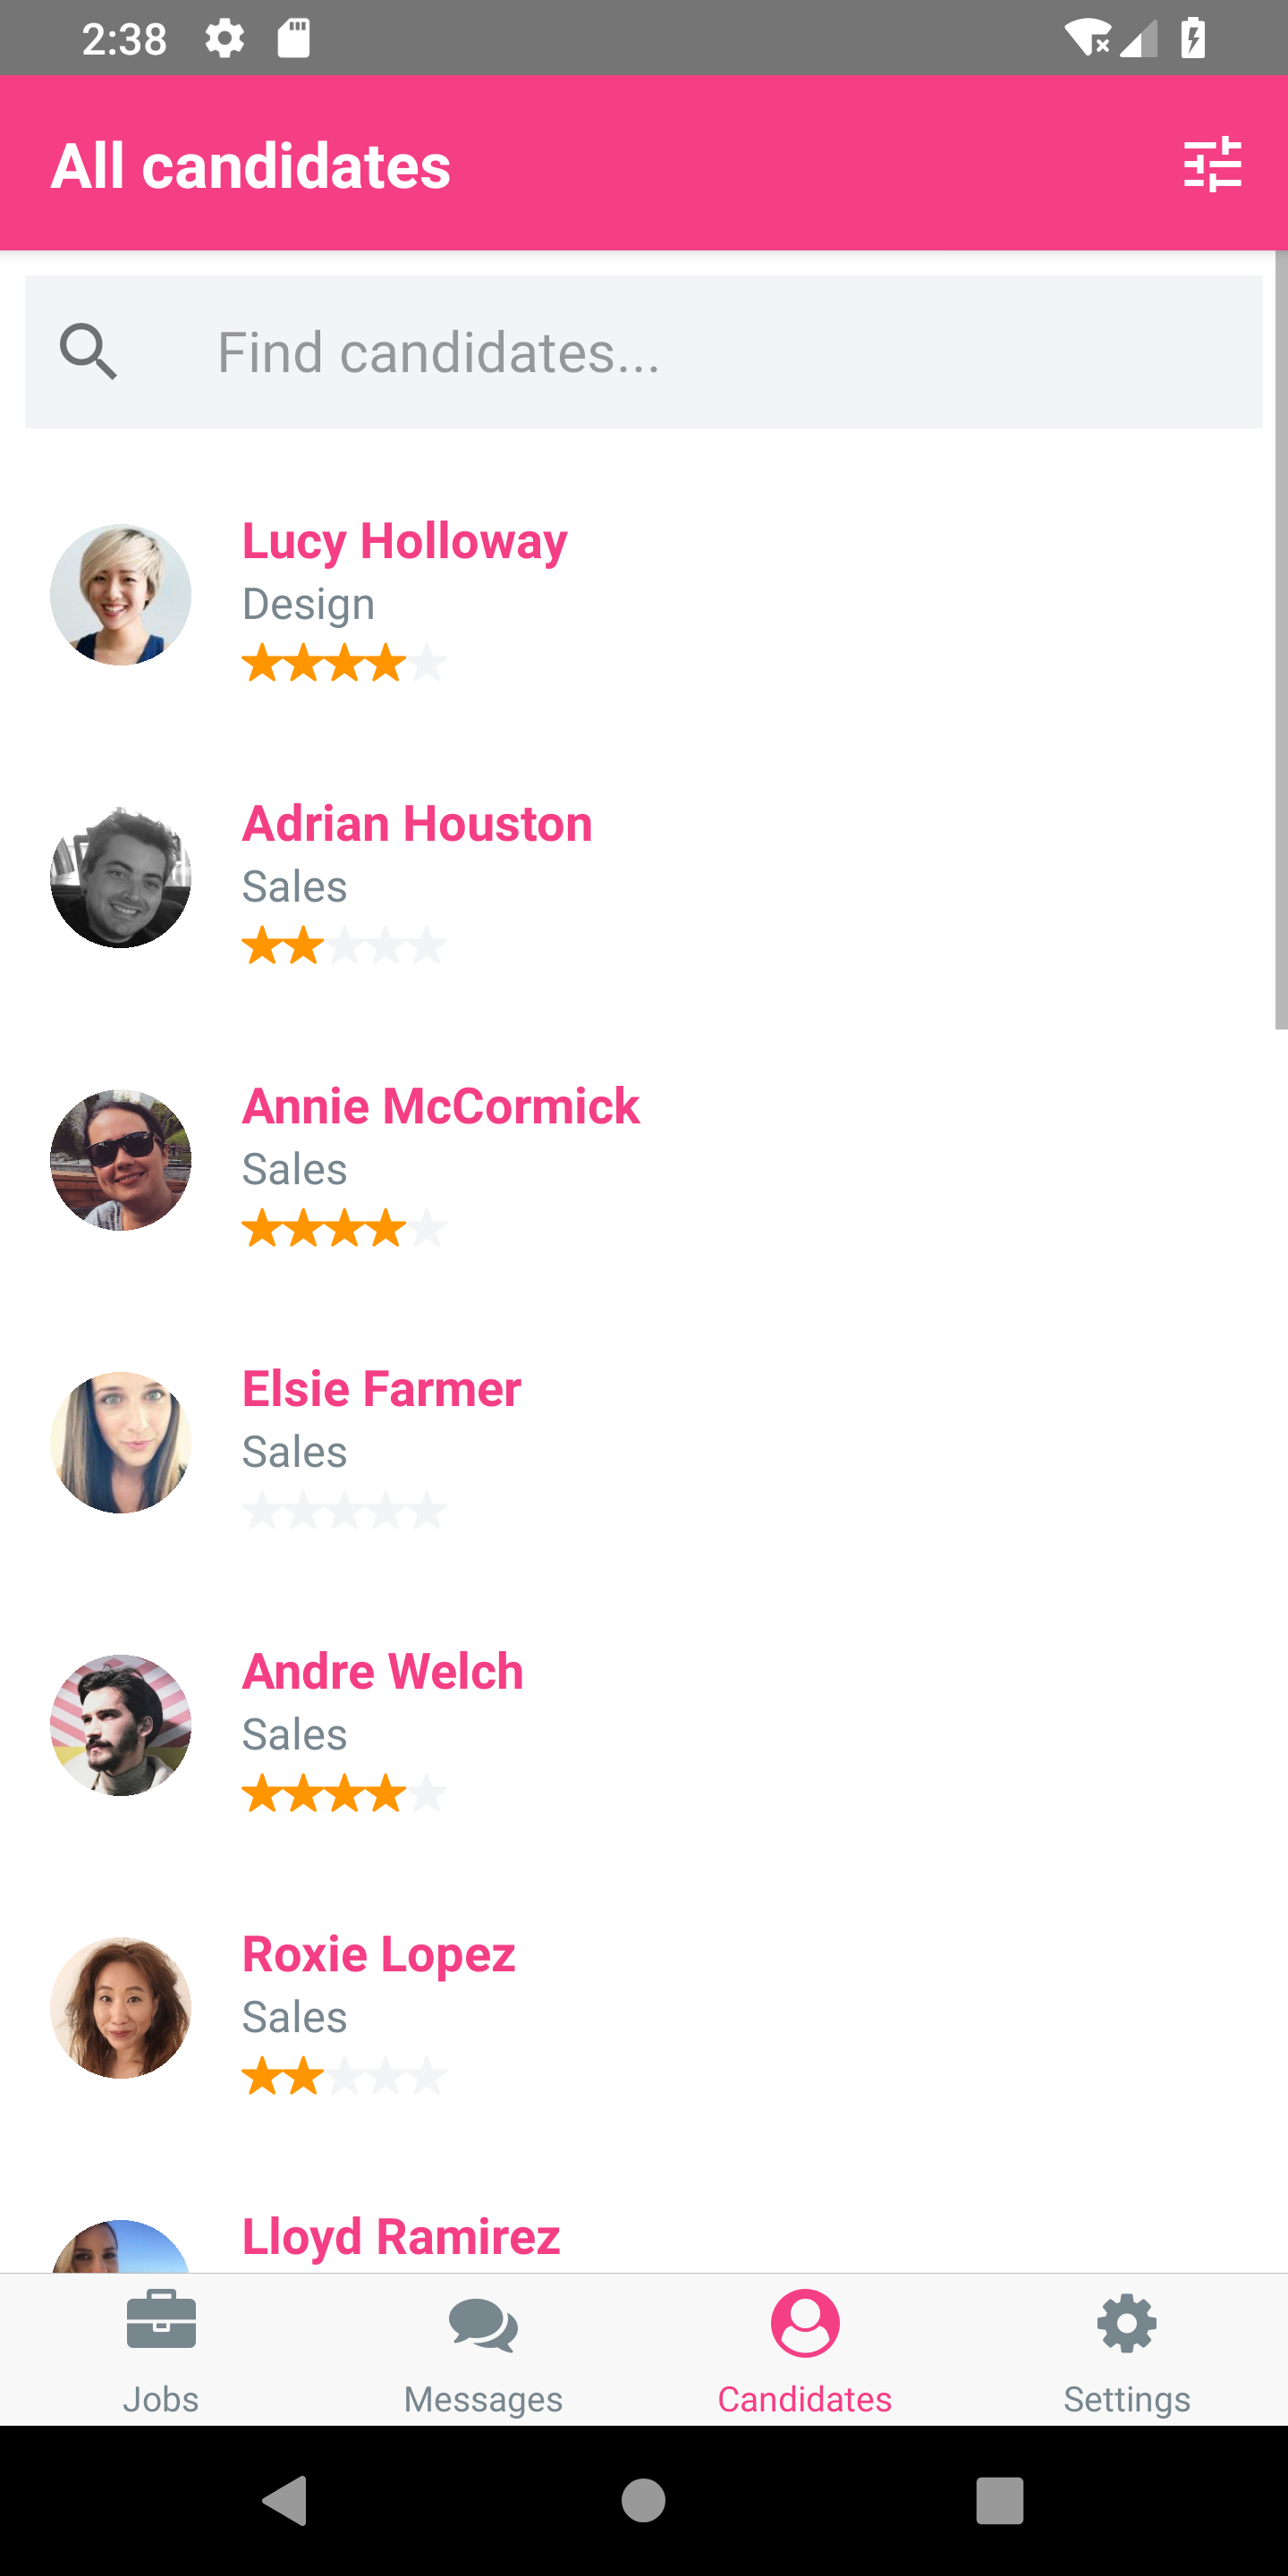 2:38
All candidates
Find candidates...
Lucy Holloway
Design
Adrian Houston
Sales
Annie McCormick
Sales
Elsie Farmer
Sales
Andre Welch
Sales
Roxie Lopez
Sales
Lloyd Ramirez
Jobs
Messages
Candidates
Settings